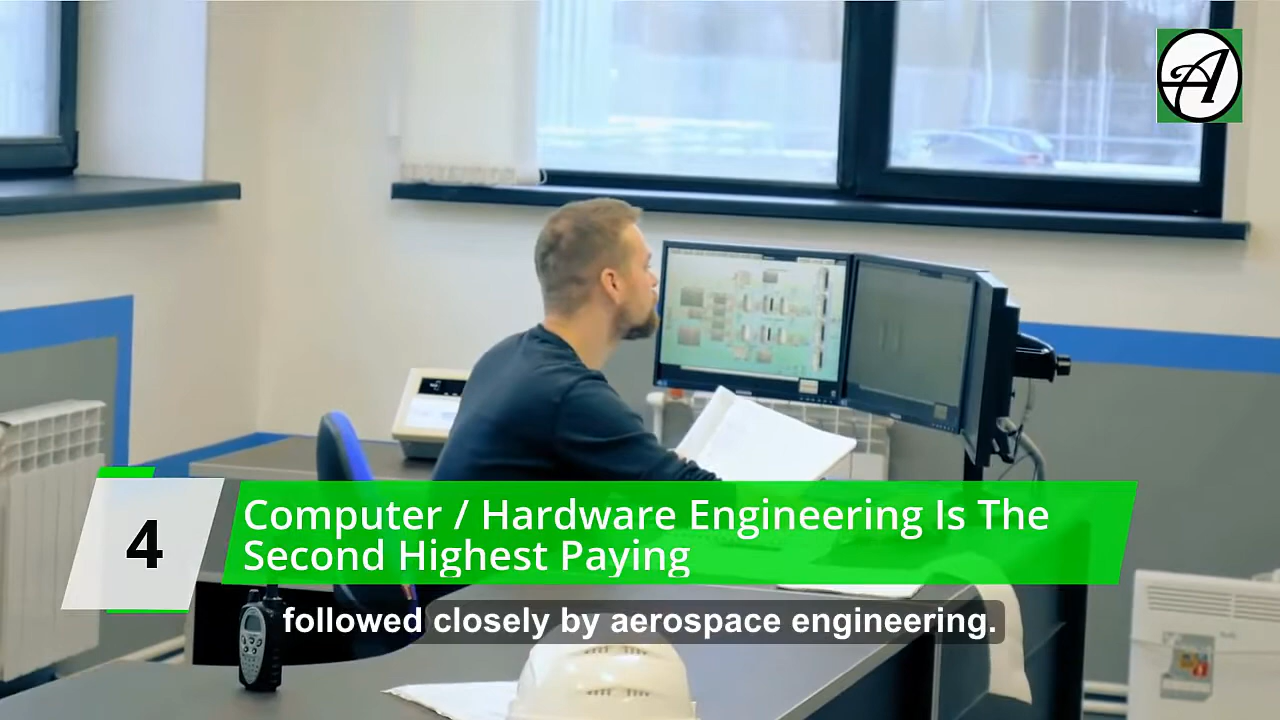 A
4
Computer / Hardware Engineering Is The
Second Highest Paying
followed closely by aerospace engineering.